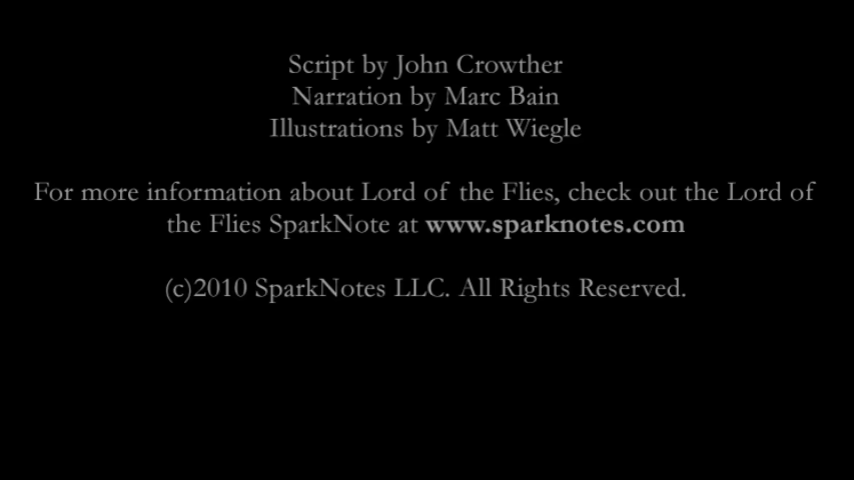 Script by John Crowther
Narration by Marc Bain
Illustrations by Matt Wiegle
For more information about Lord of the Flies, check out the Lord of
the Flies SparkNote at www.sparknotes.com
(c)2010 SparkNotes LLC. All Rights Reserved.